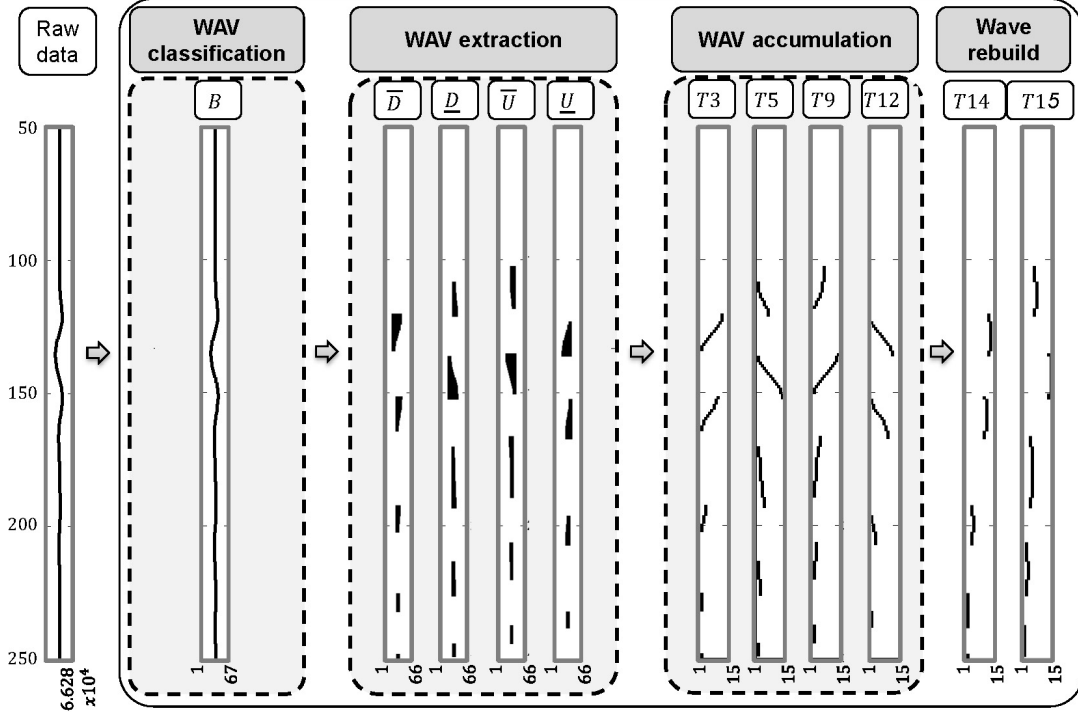 Raw
data
WAV
classification
WAV extraction
WAV accumulation
Wave
rebuild
B
D̅ D̲ U̅ U̲
T3 T5 T9 T12
T14 T15
50
100
150
200
250
6.628
x10⁴
1 67
1 66 1 66 1 66 1 66
1 15 1 15 1 15 1 15
1 15 1 15